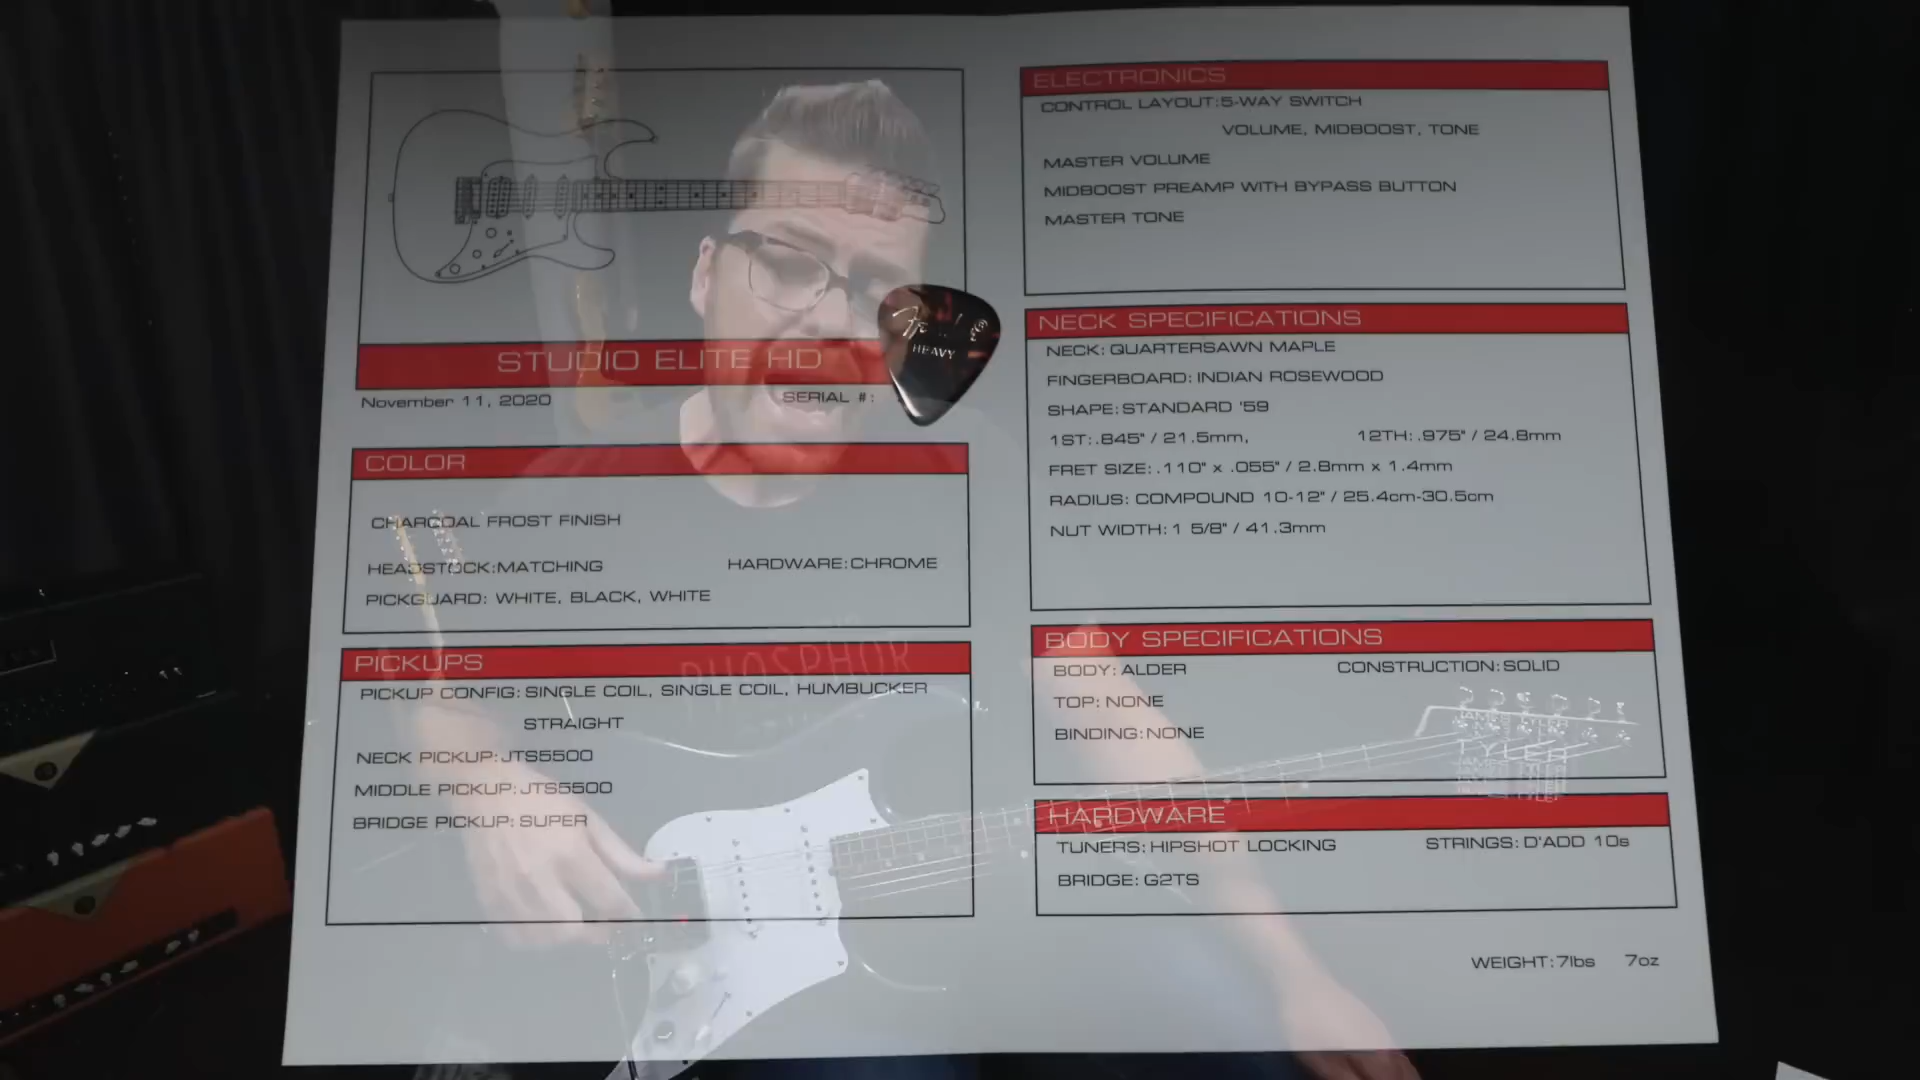 STUDIO ELITE HD
November 11, 2020 SERIAL #:
COLOR
CHARCOAL FROST FINISH
HEADSTOCK: MATCHING HARDWARE: CHROME
PICKGUARD: WHITE, BLACK, WHITE
PICKUPS
PICKUP CONFIG: SINGLE COIL, SINGLE COIL, HUMBUCKER
STRAIGHT
NECK PICKUP: JTS5500
MIDDLE PICKUP: JTS5500
BRIDGE PICKUP: SUPER
ELECTRONICS
CONTROL LAYOUT: 5-WAY SWITCH
VOLUME, MIDBOOST, TONE
MASTER VOLUME
MIDBOOST PREAMP WITH BYPASS BUTTON
MASTER TONE
NECK SPECIFICATIONS
NECK: QUARTERSAWN MAPLE
FINGERBOARD: INDIAN ROSEWOOD
SHAPE: STANDARD '59
1ST: .845" / 21.5mm, 12TH: .975" / 24.8mm
FRET SIZE: .110" x .055" / 2.8mm x 1.4mm
RADIUS: COMPOUND 10-12" / 25.4cm-30.5cm
NUT WIDTH: 1 5/8" / 41.3mm
BODY SPECIFICATIONS
BODY: ALDER CONSTRUCTION: SOLID
TOP: NONE
BINDING: NONE
HARDWARE
TUNERS: HIPSHOT LOCKING STRINGS: D'ADD 10s
BRIDGE: G2TS
WEIGHT: 7lbs 7oz
HEAVY
PHOSPHOR
JAMES TYLER
TYLER